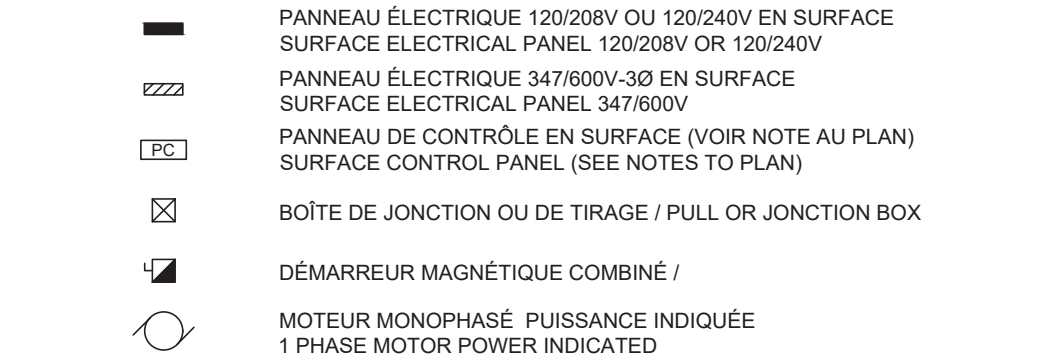 PANNEAU ÉLECTRIQUE 120/208V OU 120/240V EN SURFACE
SURFACE ELECTRICAL PANEL 120/208V OR 120/240V
PANNEAU ÉLECTRIQUE 347/600V-3Ø EN SURFACE
SURFACE ELECTRICAL PANEL 347/600V
PC
PANNEAU DE CONTRÔLE EN SURFACE (VOIR NOTE AU PLAN)
SURFACE CONTROL PANEL (SEE NOTES TO PLAN)
BOÎTE DE JONCTION OU DE TIRAGE / PULL OR JONCTION BOX
DÉMARREUR MAGNÉTIQUE COMBINÉ /
MOTEUR MONOPHASÉ PUISSANCE INDIQUÉE
1 PHASE MOTOR POWER INDICATED